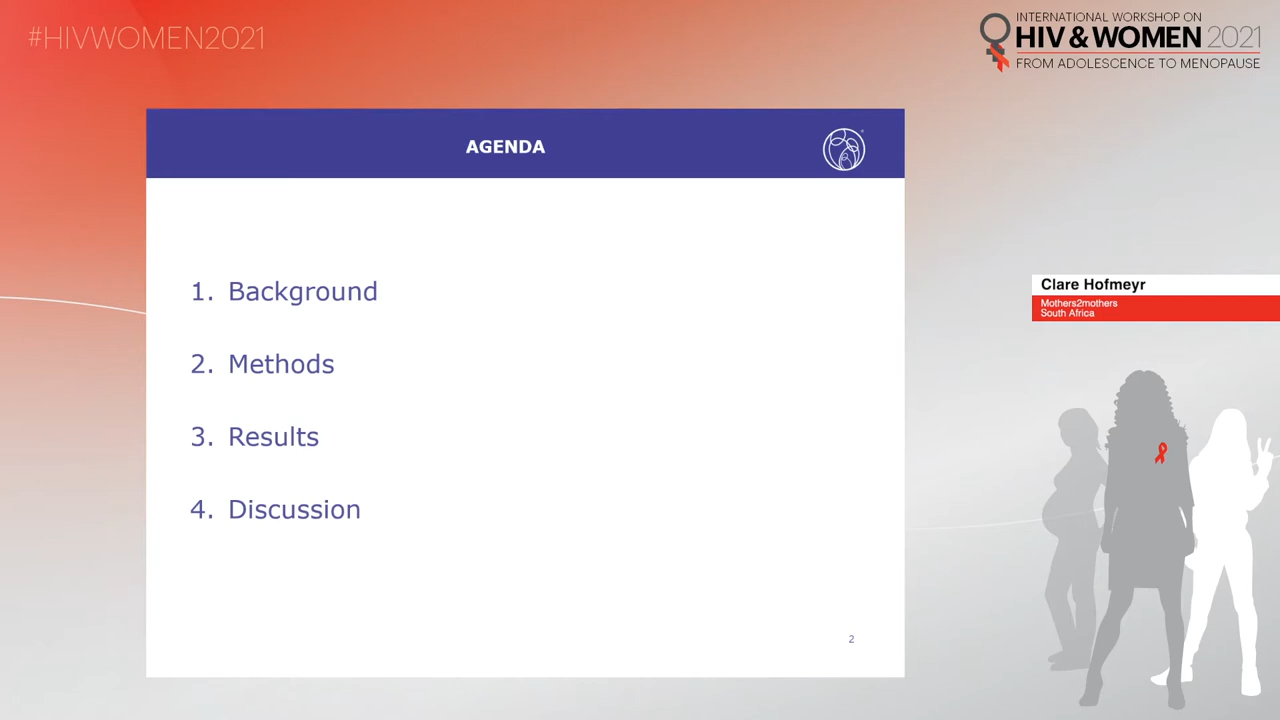 #HIVWOMEN2021
INTERNATIONAL WORKSHOP ON
HIV & WOMEN 2021
FROM ADOLESCENCE TO MENOPAUSE
AGENDA
1. Background
2. Methods
3. Results
4. Discussion
2
Clare Hofmeyr
Mothers2mothers
South Africa